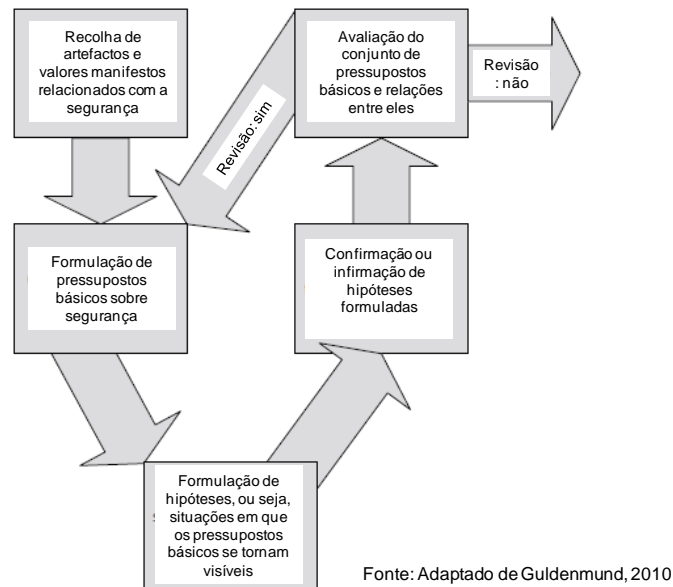 Recolha de
artefactos e
valores manifestos
relacionados com a
segurança
Avaliação do
conjunto de
pressupostos
básicos e relações
entre eles
Revisão
: não
Revisão: sim
Formulação de
pressupostos
básicos sobre
segurança
Confirmação ou
infirmação de
hipóteses
formuladas
Formulação de
hipóteses, ou seja,
situações em que
os pressupostos
básicos se tornam
visíveis
Fonte: Adaptado de Guldenmund, 2010